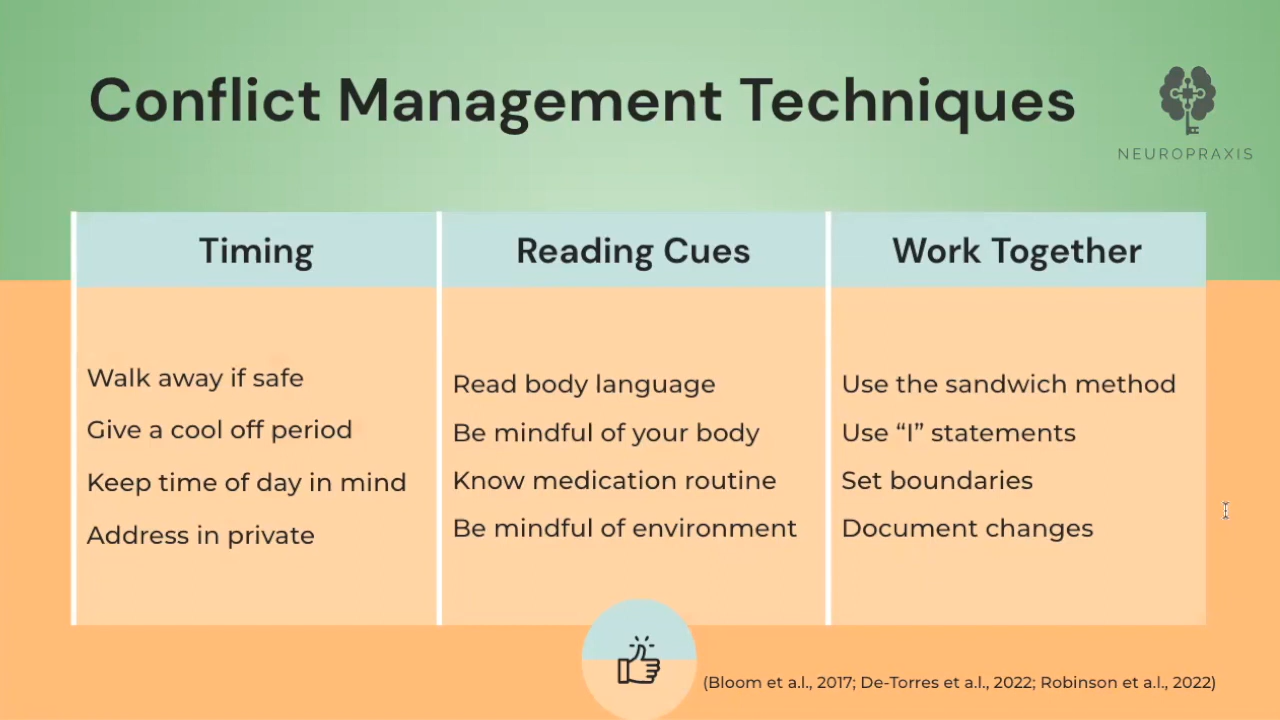 Conflict Management Techniques
NEUROPRAXIS
Timing
Walk away if safe
Give a cool off period
Keep time of day in mind
Address in private
Reading Cues
Read body language
Be mindful of your body
Know medication routine
Be mindful of environment
Work Together
Use the sandwich method
Use “I” statements
Set boundaries
Document changes
(Bloom et a.l., 2017; De-Torres et a.l., 2022; Robinson et a.l., 2022)